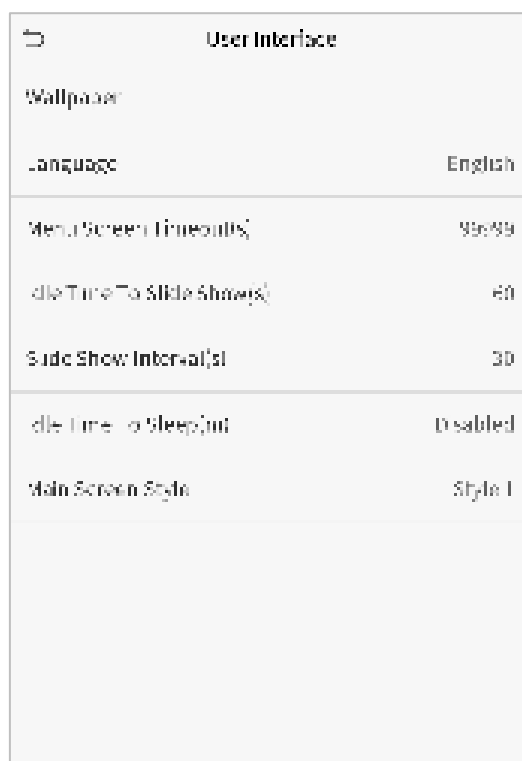 User Interface
Wallpaper
Language English
Menu Screen Timeout(s) 99999
Idle Time To Slide Show(s) 60
Slide Show Interval(s) 30
Idle Time To Sleep(m) Disabled
Main Screen Style Style 1